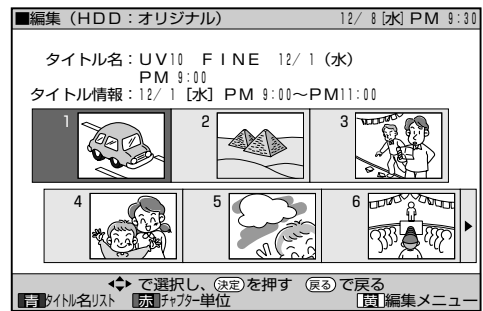 ■編集（HDD：オリジナル） 12/ 8[水] PM 9:30
タイトル名：UV10 FINE 12/ 1（水）
PM 9:00
タイトル情報：12/ 1 [水] PM 9:00～PM11:00
1 2 3
4 5 6
で選択し、決定を押す 戻るで戻る
青タイトル名リスト 赤チャプター単位 黄編集メニュー